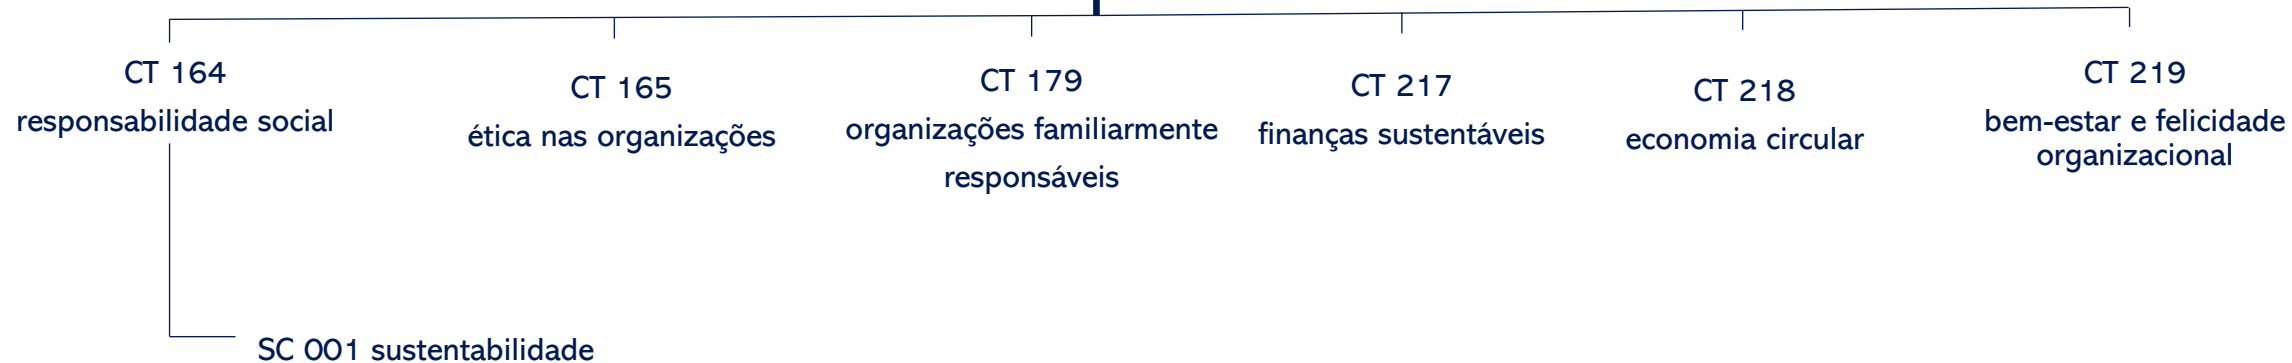 CT 164
responsabilidade social
CT 165
ética nas organizações
CT 179
organizações familiarmente
responsáveis
CT 217
finanças sustentáveis
CT 218
economia circular
CT 219
bem-estar e felicidade
organizacional
SC 001 sustentabilidade